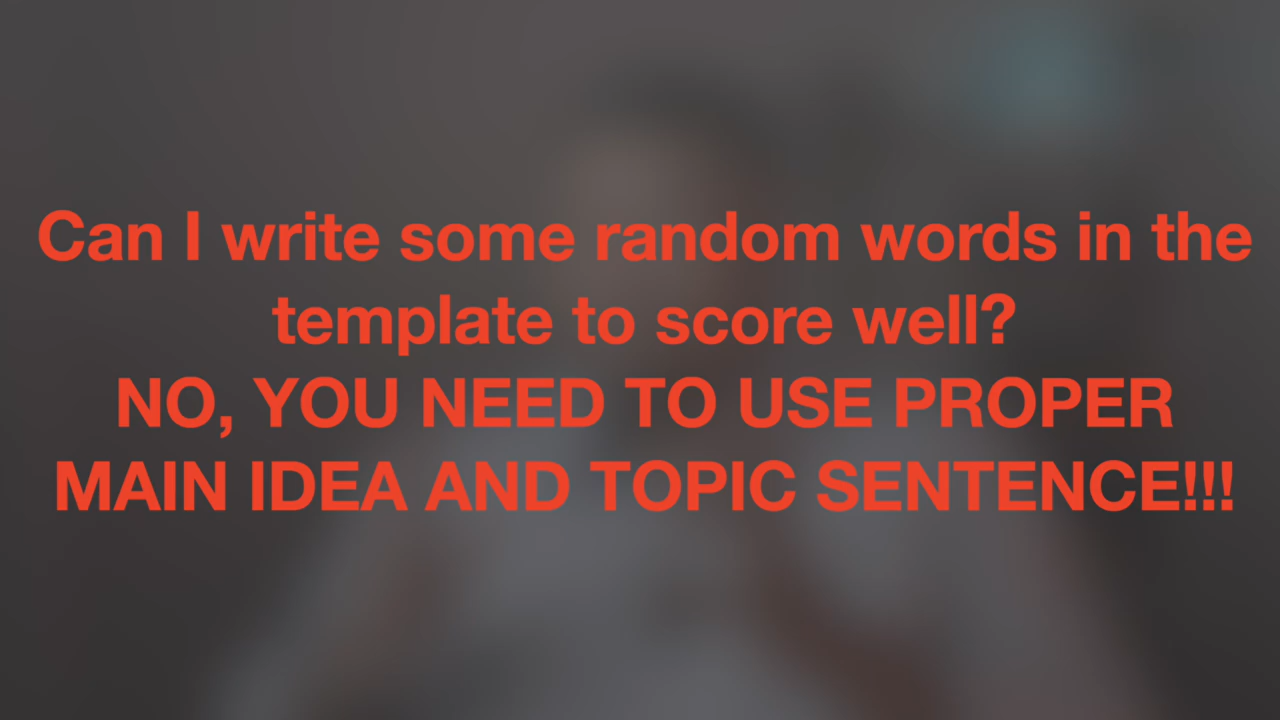 Can I write some random words in the
template to score well?
NO, YOU NEED TO USE PROPER
MAIN IDEA AND TOPIC SENTENCE!!!